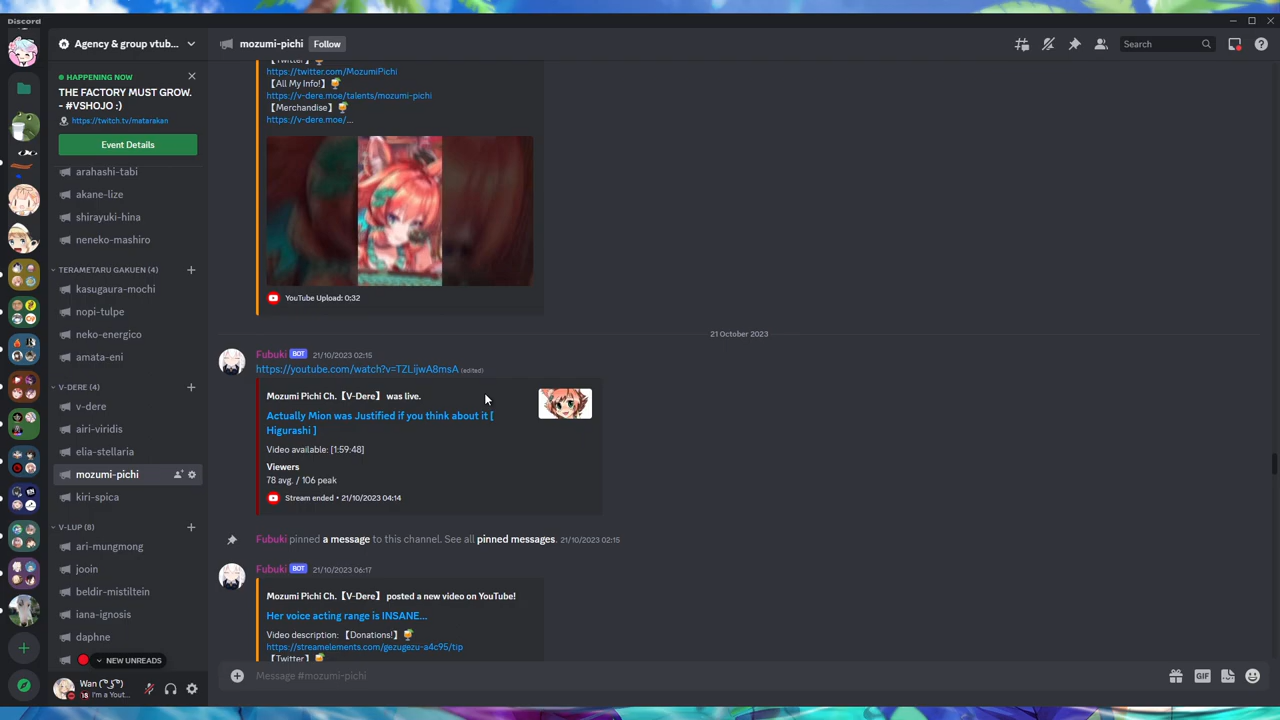 Discord
Agency & group vtub...
HAPPENING NOW
THE FACTORY MUST GROW.
- #VSHOJO :)
https://twitch.tv/matarakan
Event Details
arahashi-tabi
akane-lize
shirayuki-hina
neneko-mashiro
TERAMETARU GAKUEN (4)
kasugaura-mochi
nopi-tulpe
neko-energico
amata-eni
V-DERE (4)
v-dere
airi-viridis
elia-stellaria
mozumi-pichi
kiri-spica
V-LUP (8)
ari-mungmong
jooin
beldir-mistiltein
iana-ignosis
daphne
NEW UNREADS
Wan (͡° ͜ʖ ͡°)
I'm a Yout...
mozumi-pichi
Follow
Search
【Twitter】🍹
https://twitter.com/MozumiPichi
【All My Info!】🍹
https://v-dere.moe/talents/mozumi-pichi
【Merchandise】🍹
https://v-dere.moe/...
YouTube Upload: 0:32
21 October 2023
Fubuki BOT 21/10/2023 02:15
https://youtube.com/watch?v=TZLijwA8msA (edited)
Mozumi Pichi Ch.【V-Dere】 was live.
Actually Mion was Justified if you think about it [
Higurashi ]
Video available: [1:59:48]
Viewers
78 avg. / 106 peak
Stream ended • 21/10/2023 04:14
Fubuki pinned a message to this channel. See all pinned messages. 21/10/2023 02:15
Fubuki BOT 21/10/2023 06:17
Mozumi Pichi Ch.【V-Dere】 posted a new video on YouTube!
Her voice acting range is INSANE...
Video description: 【Donations!】🍹
https://streamelements.com/gezugezu-a4c95/tip
【Twitter】🍹
Message #mozumi-pichi
GIF